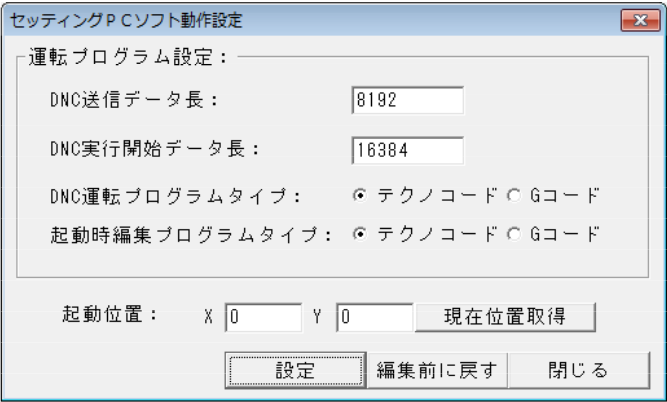 セッティングＰＣソフト動作設定
運転プログラム設定：
DNC送信データ長： 8192
DNC実行開始データ長： 16384
DNC運転プログラムタイプ： テクノコード Gコード
起動時編集プログラムタイプ： テクノコード Gコード
起動位置： X 0 Y 0 現在位置取得
設定 編集前に戻す 閉じる